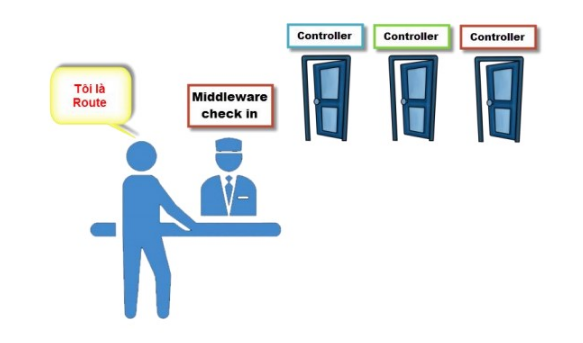 Controller
Controller
Controller
Tôi là
Route
Middleware
check in